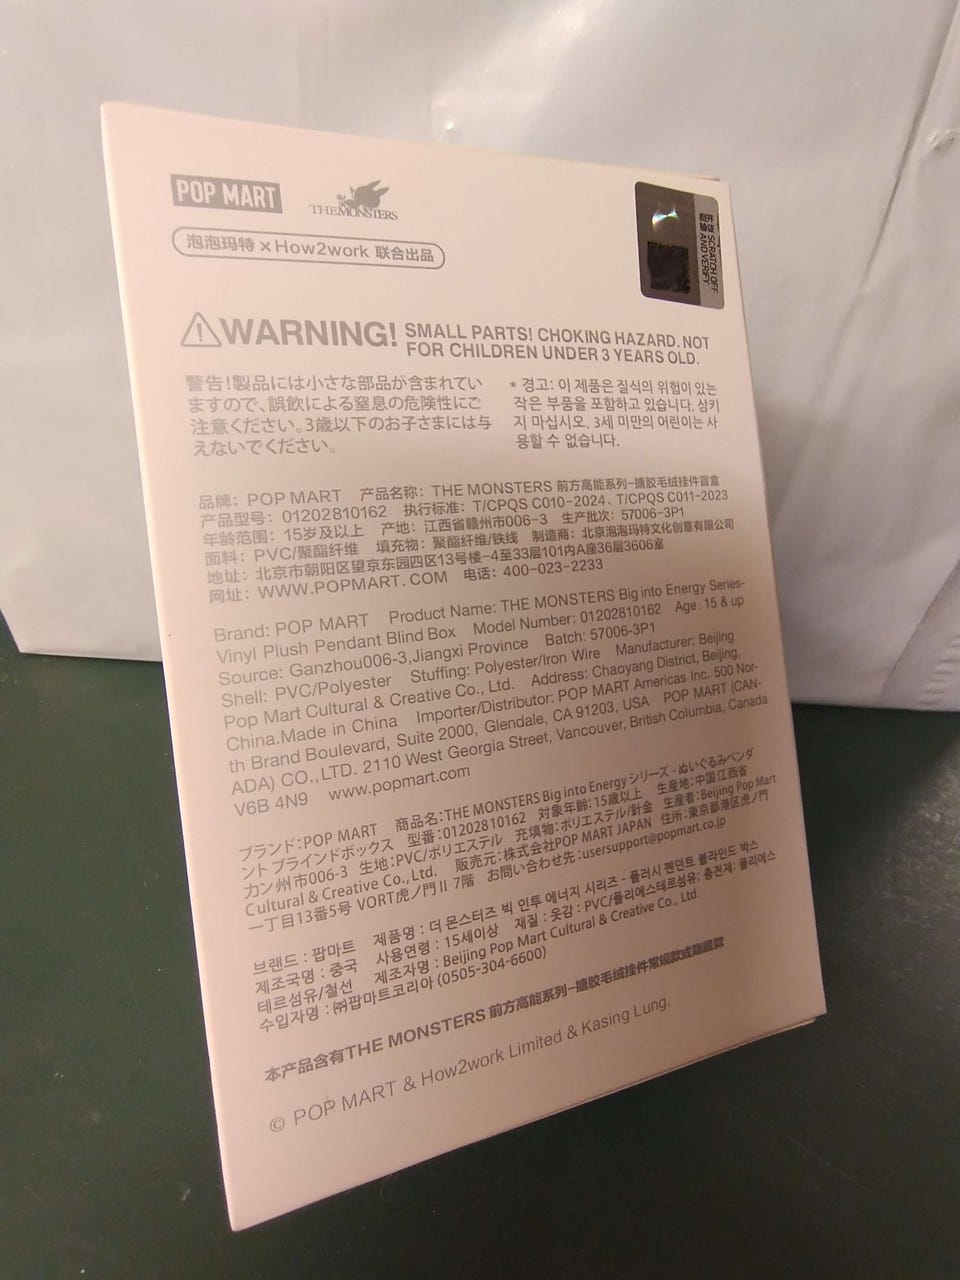 POP MART
THE MONSTERS
泡泡玛特×How2work 联合出品
SCRATCH OFF
AND VERIFY
WARNING! SMALL PARTS! CHOKING HAZARD. NOT
FOR CHILDREN UNDER 3 YEARS OLD.
警告!製品には小さな部品が含まれてい
ますので、誤飲による窒息の危険性にご
注意ください。3歳以下のお子さまには与
えないでください。
* 경고: 이 제품은 질식의 위험이 있는
작은 부품을 포함하고 있습니다. 삼키
지 마십시오. 3세 미만의 어린이는 사
용할 수 없습니다.
品牌: POP MART 产品名称: THE MONSTERS 前方高能系列-搪胶毛绒挂件盲盒
产品型号: 01202810162 执行标准: T/CPQS C010-2024、T/CPQS C011-2023
年龄范围: 15岁及以上 产地: 江西省赣州市006-3 生产批次: 57006-3P1
面料: PVC/聚酯纤维 填充物: 聚酯纤维/铁线 制造商: 北京泡泡玛特文化创意有限公司
地址: 北京市朝阳区望京东园四区13号楼-4至33层101内A座36层3606室
网址: WWW.POPMART.COM 电话: 400-023-2233
Brand: POP MART Product Name: THE MONSTERS Big into Energy Series-
Vinyl Plush Pendant Blind Box Model Number: 01202810162 Age: 15 & up
Source: Ganzhou006-3,Jiangxi Province Batch: 57006-3P1
Shell: PVC/Polyester Stuffing: Polyester/Iron Wire Manufacturer: Beijing
Pop Mart Cultural & Creative Co., Ltd. Address: Chaoyang District, Beijing,
China.Made in China Importer/Distributor: POP MART Americas Inc. 500 Nor-
th Brand Boulevard, Suite 2000, Glendale, CA 91203, USA POP MART (CAN-
ADA) CO.,LTD. 2110 West Georgia Street, Vancouver, British Columbia, Canada
V6B 4N9 www.popmart.com
ブランド:POP MART 商品名:THE MONSTERS Big into Energy シリーズ - ぬいぐるみペンダ
ント ブラインドボックス 型番:01202810162 対象年齢:15歳以上 生産地:中国江西省
カン州市006-3 生地:PVC/ポリエステル 充填物:ポリエステル/針金 生産者:Beijing Pop Mart
Cultural & Creative Co., Ltd. 販売元:株式会社POP MART JAPAN 住所:東京都港区虎ノ門
一丁目13番5号 VORT虎ノ門II 7階 お問い合わせ先:usersupport@popmart.co.jp
브랜드 : 팝마트 제품명 : 더 몬스터즈 빅 인투 에너지 시리즈 - 플러시 펜던트 블라인드 박스
제조국명 : 중국 사용연령 : 15세이상 재질 : 옷감 : PVC/폴리에스테르섬유; 충전재: 폴리에스
테르섬유/철선 제조자명 : Beijing Pop Mart Cultural & Creative Co., Ltd.
수입자명 : ㈜팝마트코리아 (0505-304-6600)
本产品含有THE MONSTERS 前方高能系列-搪胶毛绒挂件常规款或隐藏款
© POP MART & How2work Limited & Kasing Lung.